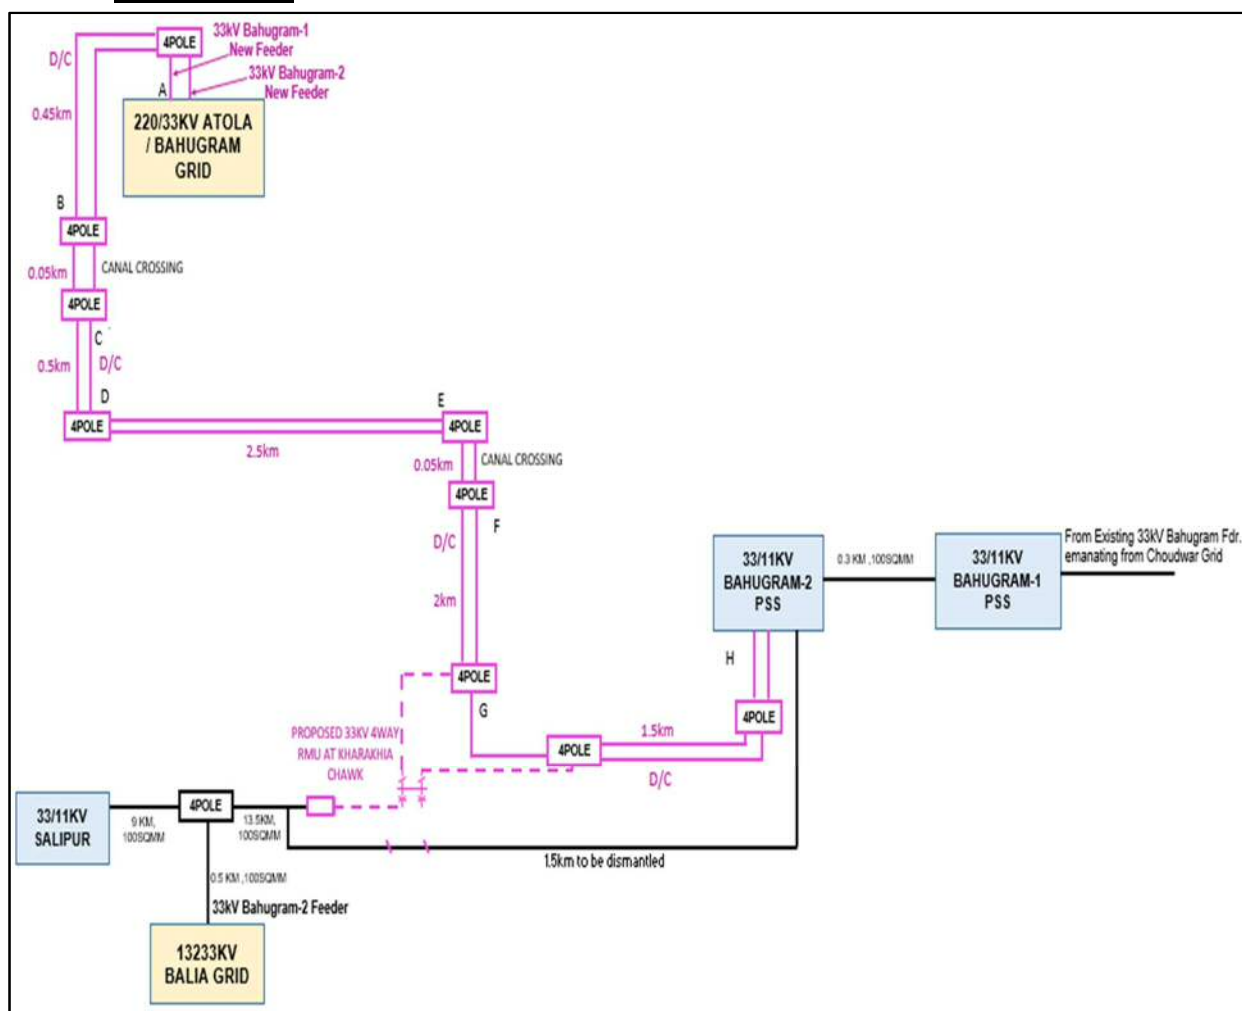 33kV Bahugram-1
New Feeder
4POLE
D/C
33kV Bahugram-2
New Feeder
A
0.45km
220/33KV ATOLA
/ BAHUGRAM
GRID
B
4POLE
0.05km
CANAL CROSSING
4POLE
C
0.5km
D/C
D
4POLE
2.5km
E
4POLE
0.05km
CANAL CROSSING
4POLE
F
D/C
2km
4POLE
G
33/11KV
BAHUGRAM-2
PSS
0.3 KM ,100SQMM
33/11KV
BAHUGRAM-1
PSS
From Existing 33kV Bahugram Fdr.
emanating from Choudwar Grid
H
4POLE
1.5km
4POLE
D/C
PROPOSED 33KV 4WAY
RMU AT KHARAKHIA
CHAWK
33/11KV
SALIPUR
9 KM,
100SQMM
4POLE
13.5KM,
100SQMM
1.5km to be dismantled
0.5 KM ,100SQMM
33kV Bahugram-2 Feeder
13233KV
BALIA GRID